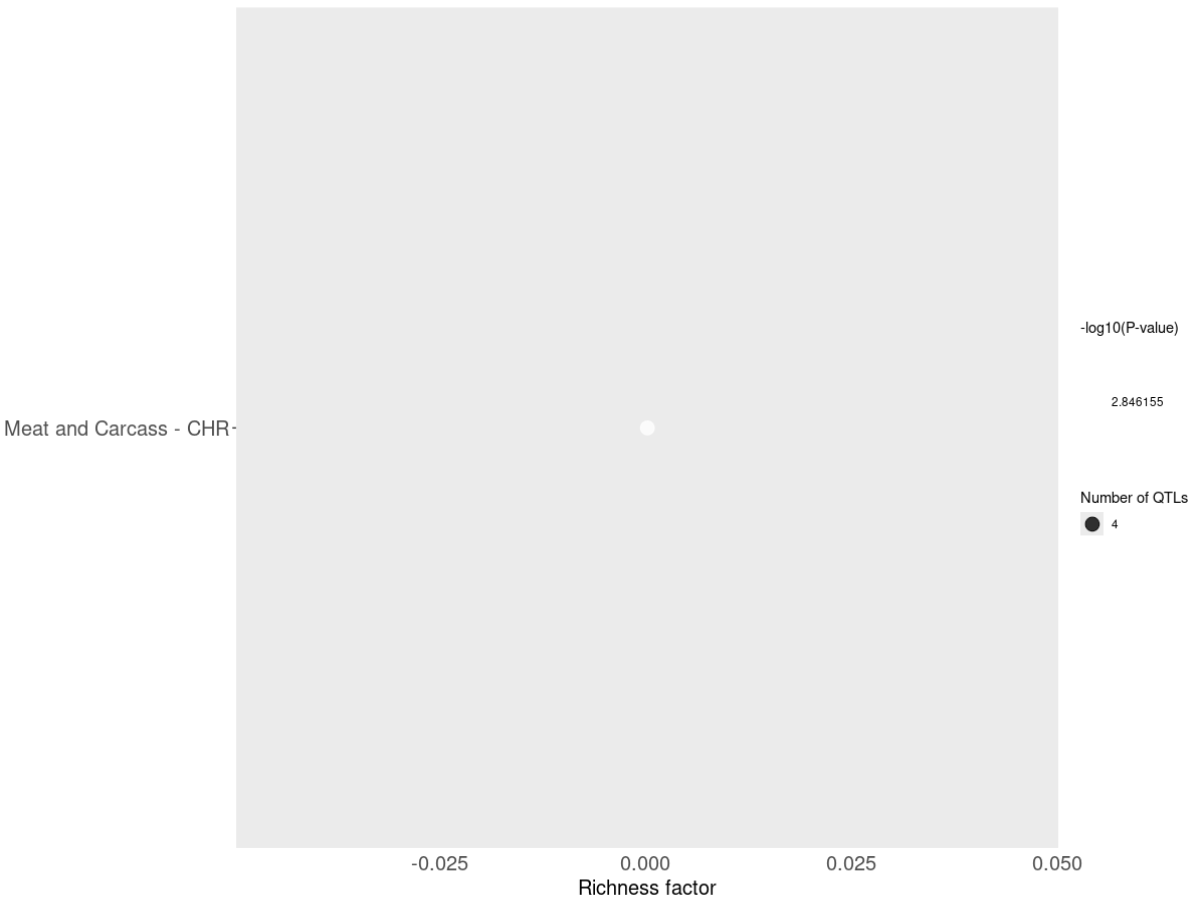 -log10(P-value)
2.846155
Meat and Carcass - CHR
Number of QTLs
4
-0.025 0.000 0.025 0.050
Richness factor